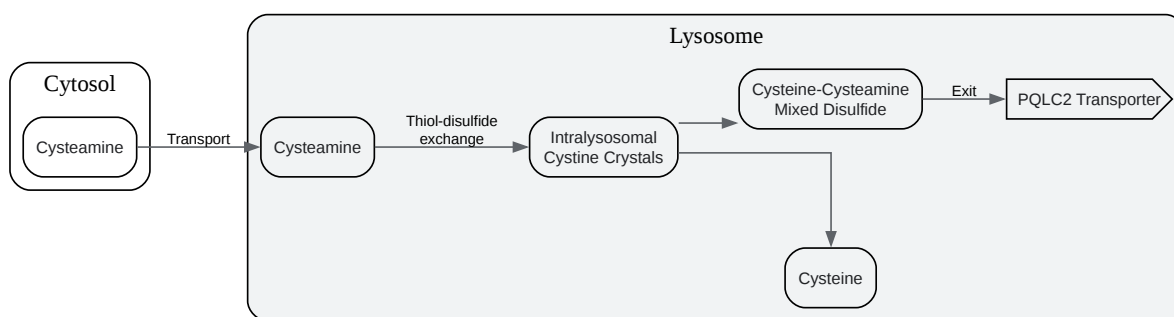 Lysosome
Cytosol
Cysteamine
Transport
Cysteamine
Thiol-disulfide
exchange
Intralysosomal
Cystine Crystals
Cysteine-Cysteamine
Mixed Disulfide
Exit
PQLC2 Transporter
Cysteine